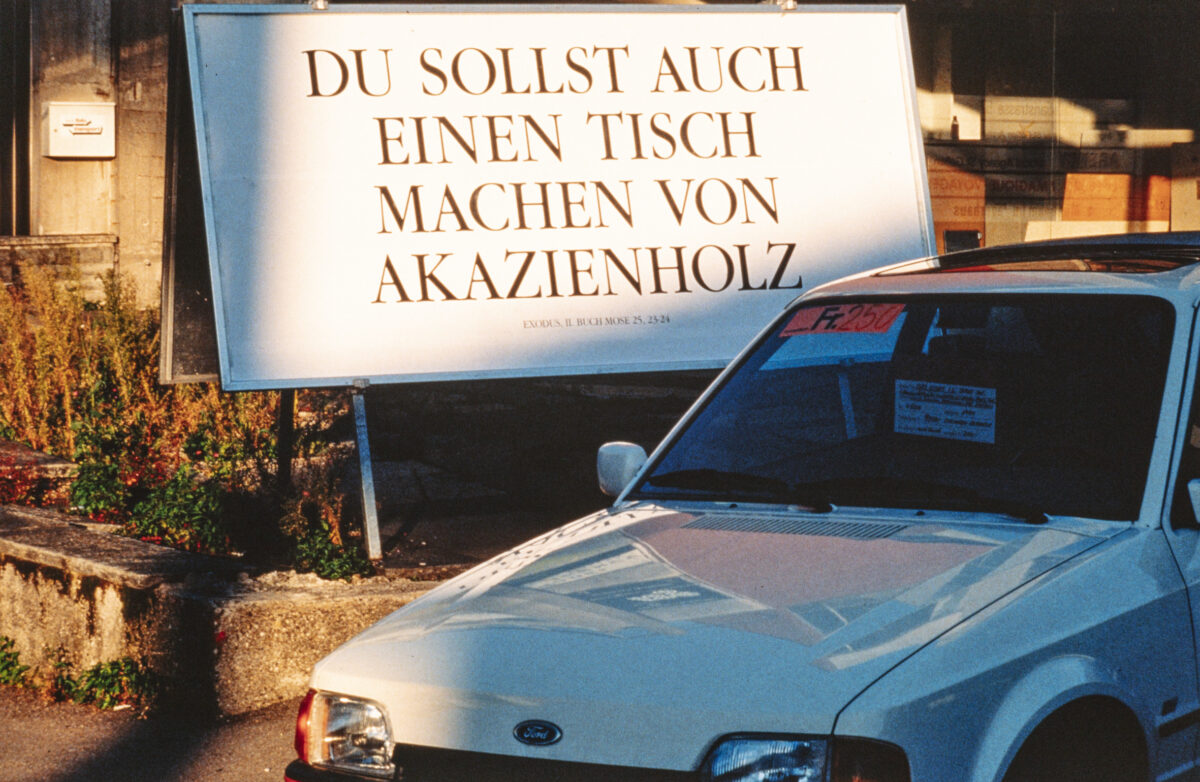 DU SOLLST AUCH
EINEN TISCH
MACHEN VON
AKAZIENHOLZ
EXODUS, II. BUCH MOSE 25, 23-24
Fr. 250
Ford